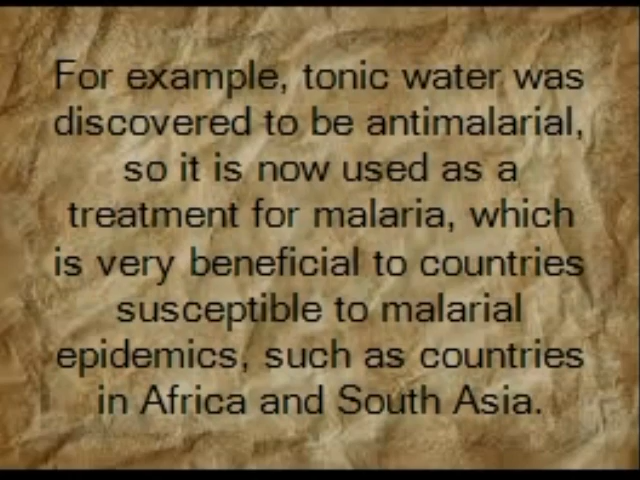 For example, tonic water was
discovered to be antimalarial,
so it is now used as a
treatment for malaria, which
is very beneficial to countries
susceptible to malarial
epidemics, such as countries
in Africa and South Asia.